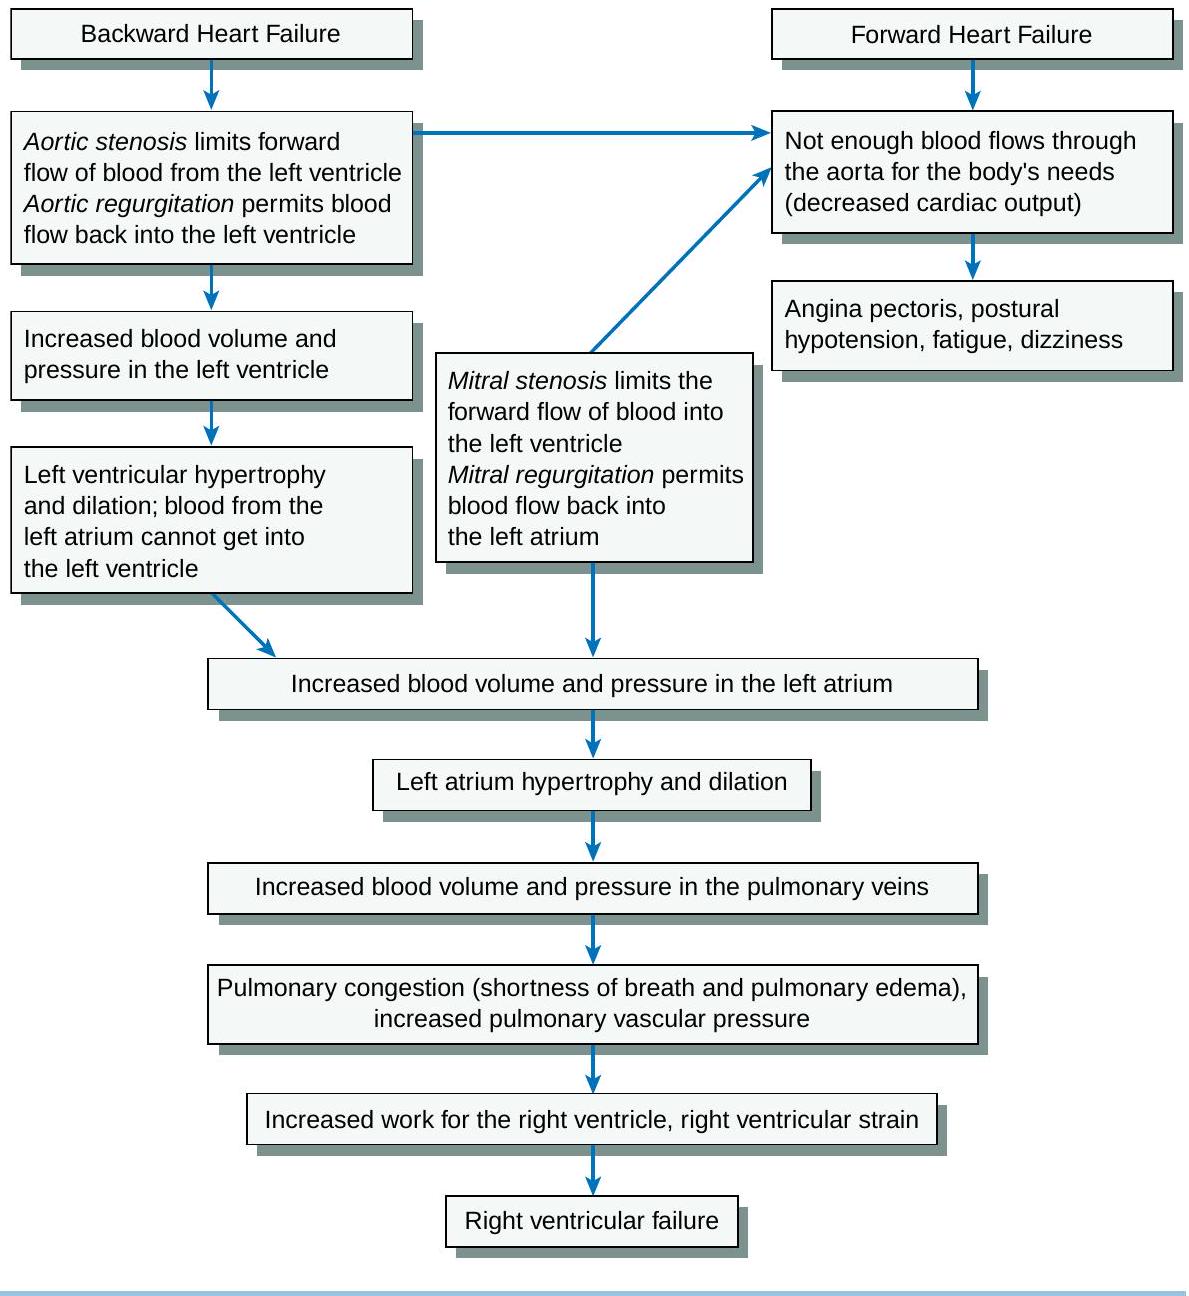 Backward Heart Failure
Forward Heart Failure
Aortic stenosis limits forward
flow of blood from the left ventricle
Aortic regurgitation permits blood
flow back into the left ventricle
Not enough blood flows through
the aorta for the body's needs
(decreased cardiac output)
Increased blood volume and
pressure in the left ventricle
Angina pectoris, postural
hypotension, fatigue, dizziness
Mitral stenosis limits the
forward flow of blood into
the left ventricle
Mitral regurgitation permits
blood flow back into
the left atrium
Left ventricular hypertrophy
and dilation; blood from the
left atrium cannot get into
the left ventricle
Increased blood volume and pressure in the left atrium
Left atrium hypertrophy and dilation
Increased blood volume and pressure in the pulmonary veins
Pulmonary congestion (shortness of breath and pulmonary edema),
increased pulmonary vascular pressure
Increased work for the right ventricle, right ventricular strain
Right ventricular failure